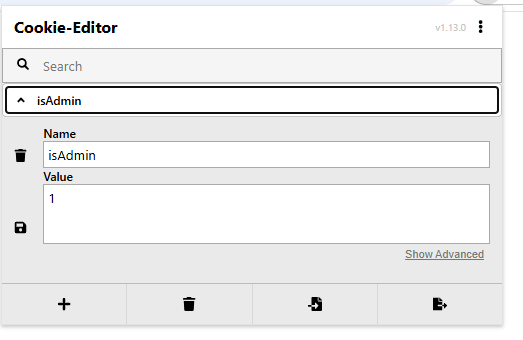 Cookie-Editor
v1.13.0
Search
isAdmin
Name
isAdmin
Value
1
Show Advanced